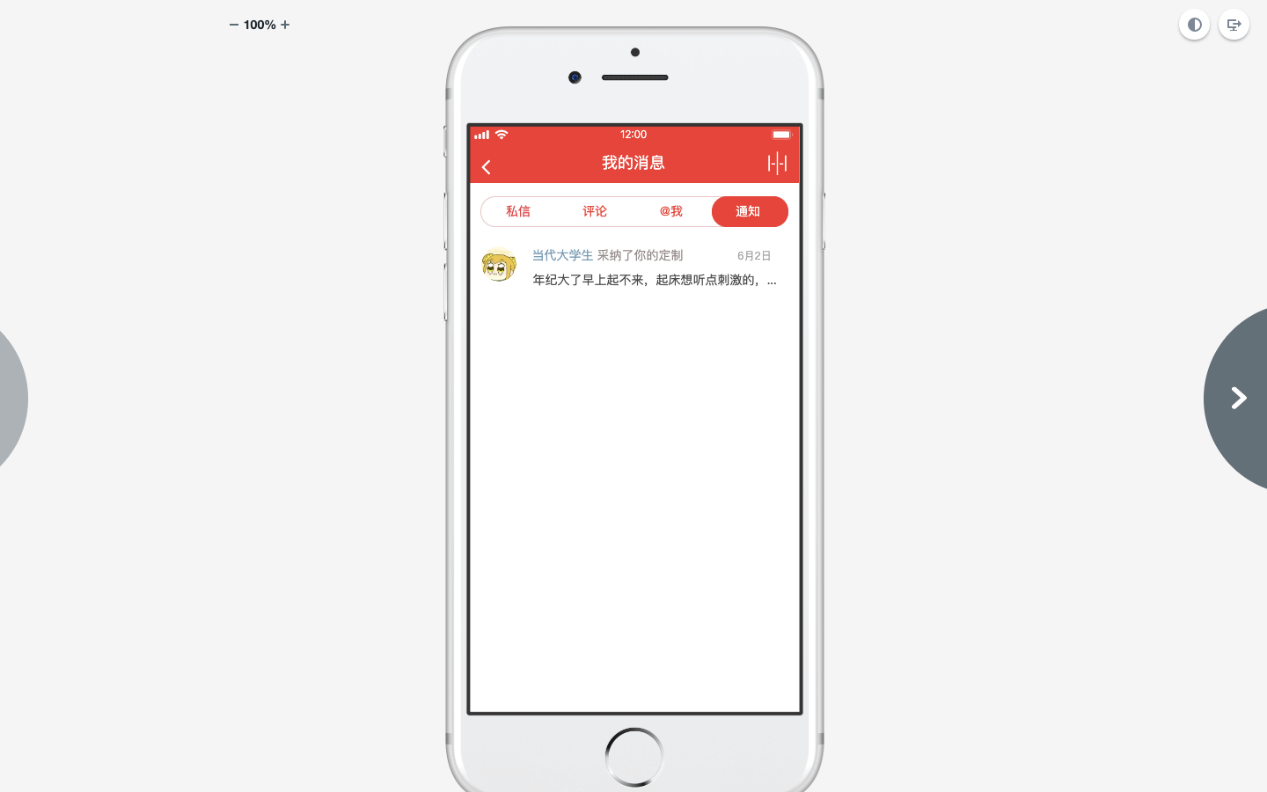 100%
12:00
我的消息
私信 评论 @我 通知
当代大学生 采纳了你的定制 6月2日
年纪大了早上起不来，起床想听点刺激的，...